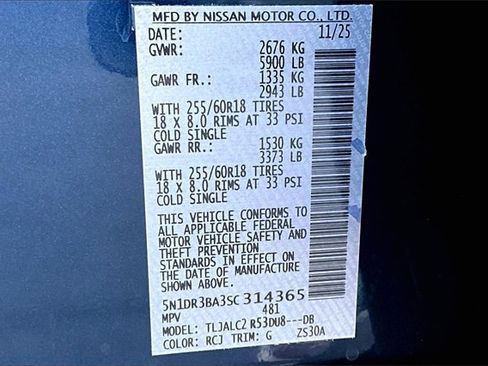 MFD BY NISSAN MOTOR CO., LTD.
DATE: 11/25
GVWR: 2676 KG
5900 LB
GAWR FR.: 1335 KG
2943 LB
WITH 255/60R18 TIRES
18 X 8.0 RIMS AT 33 PSI
COLD SINGLE
GAWR RR.: 1530 KG
3373 LB
WITH 255/60R18 TIRES
18 X 8.0 RIMS AT 33 PSI
COLD SINGLE
THIS VEHICLE CONFORMS TO
ALL APPLICABLE FEDERAL
MOTOR VEHICLE SAFETY AND
THEFT PREVENTION
STANDARDS IN EFFECT ON
THE DATE OF MANUFACTURE
SHOWN ABOVE.
5N1DR3BA3SC314365
MPV 481
MODEL: TLJALC2 R53DU8---DB
COLOR: RCJ TRIM: G ZS30A